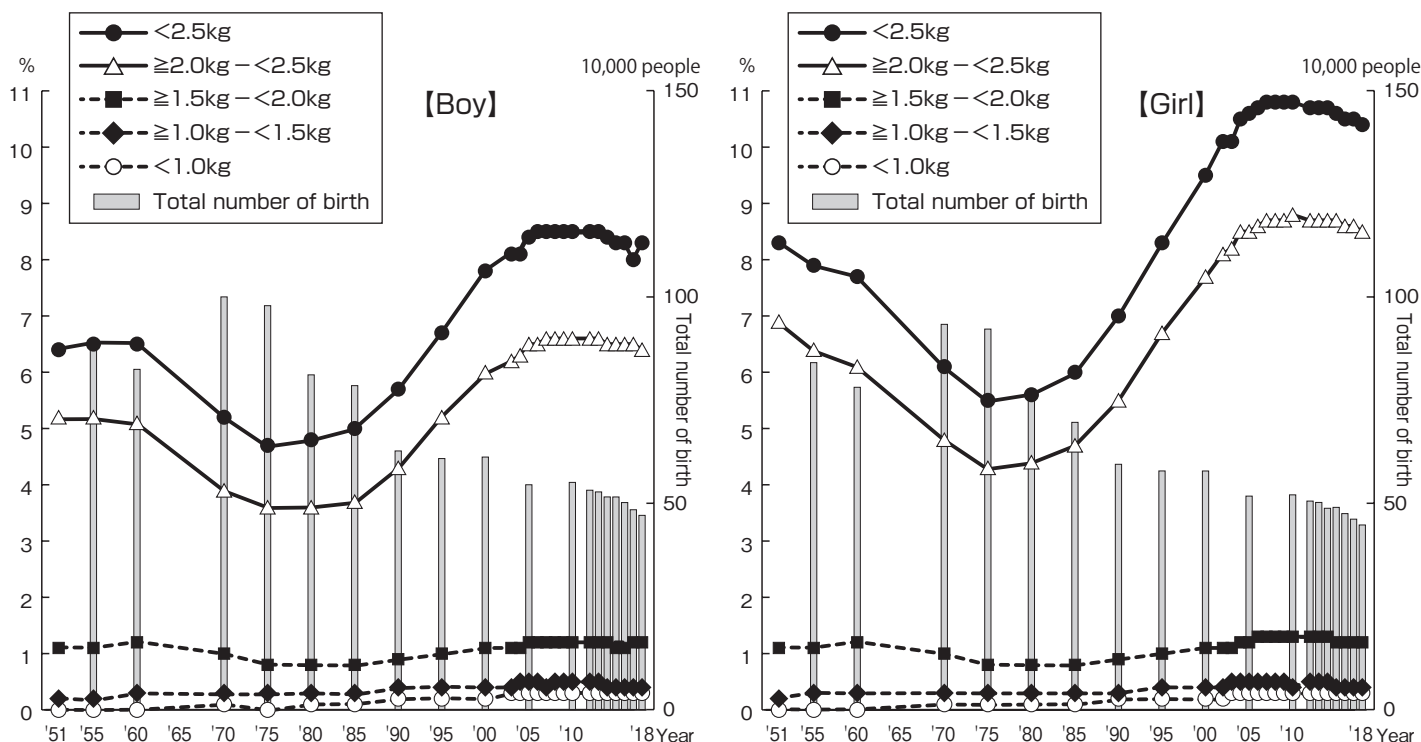 <2.5kg
≧2.0kg－<2.5kg
≧1.5kg－<2.0kg
≧1.0kg－<1.5kg
<1.0kg
Total number of birth
%
10,000 people
【Boy】
11
10
9
8
7
6
5
4
3
2
1
0
150
100
50
0
Total number of birth
'51 '55 '60 '65 '70 '75 '80 '85 '90 '95 '00 '05 '10 '18 Year
<2.5kg
≧2.0kg－<2.5kg
≧1.5kg－<2.0kg
≧1.0kg－<1.5kg
<1.0kg
Total number of birth
%
10,000 people
【Girl】
11
10
9
8
7
6
5
4
3
2
1
0
150
100
50
0
Total number of birth
'51 '55 '60 '65 '70 '75 '80 '85 '90 '95 '00 '05 '10 '18 Year